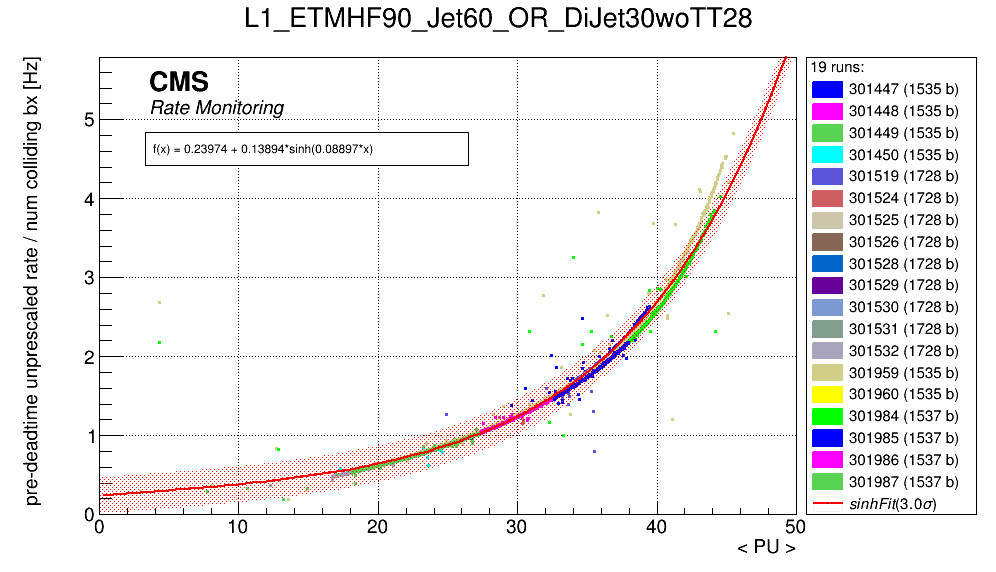 L1_ETMHF90_Jet60_OR_DiJet30woTT28
pre-deadtime unprescaled rate / num colliding bx [Hz]
CMS
Rate Monitoring
f(x) = 0.23974 + 0.13894*sinh(0.08897*x)
5
4
3
2
1
0
0 10 20 30 40 50
< PU >
19 runs:
301447 (1535 b)
301448 (1535 b)
301449 (1535 b)
301450 (1535 b)
301519 (1728 b)
301524 (1728 b)
301525 (1728 b)
301526 (1728 b)
301528 (1728 b)
301529 (1728 b)
301530 (1728 b)
301531 (1728 b)
301532 (1728 b)
301959 (1535 b)
301960 (1535 b)
301984 (1537 b)
301985 (1537 b)
301986 (1537 b)
301987 (1537 b)
sinhFit(3.0σ)